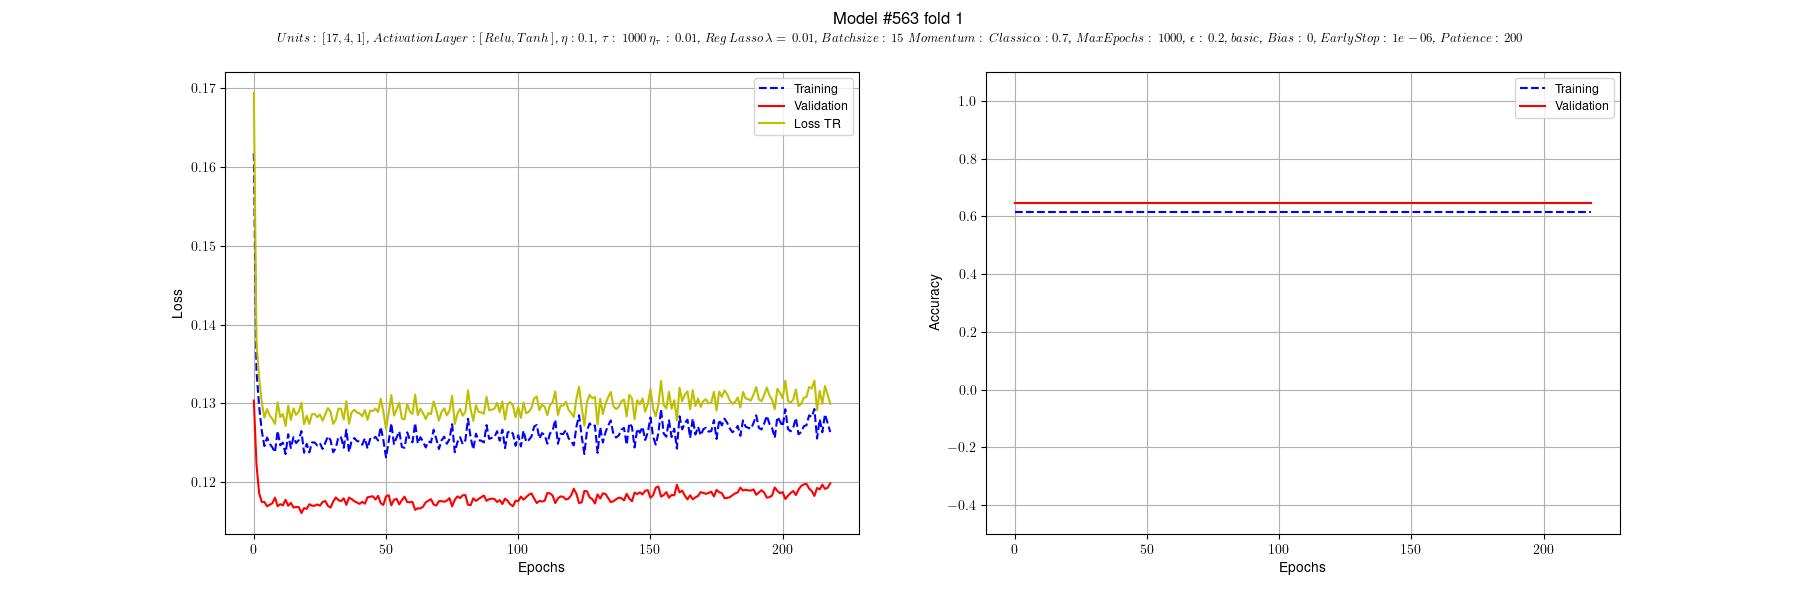 Model #563 fold 1
Units : [17, 4, 1], ActivationLayer : [Relu, Tanh], η : 0.1, τ : 1000 η_τ : 0.01, Reg Lasso λ = 0.01, Batchsize : 15 Momentum : Classic α : 0.7, MaxEpochs : 1000, ϵ : 0.2, basic, Bias : 0, EarlyStop : 1e − 06, Patience : 200
0.17
0.16
0.15
0.14
0.13
0.12
Loss
Training
Validation
Loss TR
0 50 100 150 200
Epochs
1.0
0.8
0.6
0.4
0.2
0.0
−0.2
−0.4
Accuracy
Training
Validation
0 50 100 150 200
Epochs